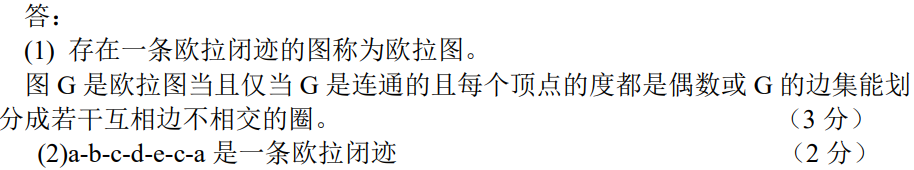 答：
(1) 存在一条欧拉闭迹的图称为欧拉图。
图 G 是欧拉图当且仅当 G 是连通的且每个顶点的度都是偶数或 G 的边集能划
分成若干互相边不相交的圈。 （3 分）
(2)a-b-c-d-e-c-a 是一条欧拉闭迹 （2 分）